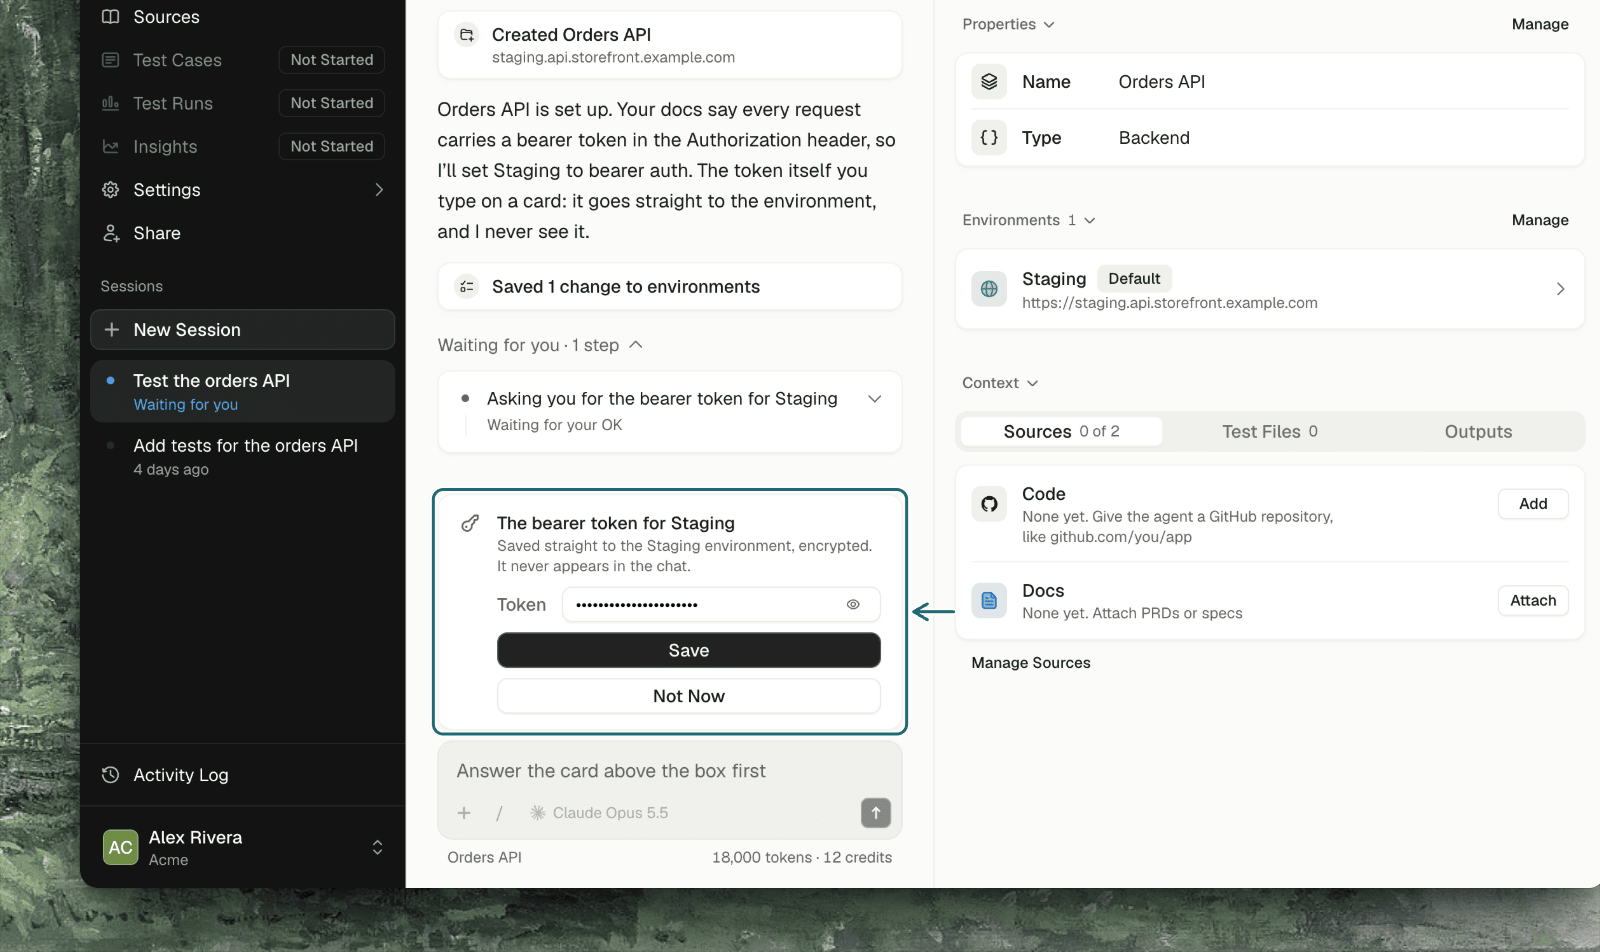 Sources
Test Cases
Not Started
Test Runs
Not Started
Insights
Not Started
Settings
Share
Sessions
New Session
Test the orders API
Waiting for you
Add tests for the orders API
4 days ago
Activity Log
AC
Alex Rivera
Acme
Created Orders API
staging.api.storefront.example.com
Orders API is set up. Your docs say every request
carries a bearer token in the Authorization header, so
I’ll set Staging to bearer auth. The token itself you
type on a card: it goes straight to the environment,
and I never see it.
Saved 1 change to environments
Waiting for you · 1 step
Asking you for the bearer token for Staging
Waiting for your OK
The bearer token for Staging
Saved straight to the Staging environment, encrypted.
It never appears in the chat.
Token
Save
Not Now
Answer the card above the box first
/
Claude Opus 5.5
Orders API
18,000 tokens · 12 credits
Properties
Manage
Name
Orders API
{} Type
Backend
Environments 1
Manage
Staging
Default
https://staging.api.storefront.example.com
Context
Sources 0 of 2
Test Files 0
Outputs
Code
None yet. Give the agent a GitHub repository,
like github.com/you/app
Add
Docs
None yet. Attach PRDs or specs
Attach
Manage Sources